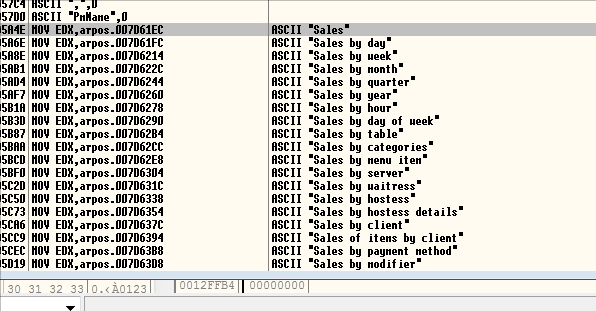 57C4 ASCII ",",0
57D0 ASCII "PmName",0
5A4E MOV EDX,arpos.007D61EC ASCII "Sales"
5A6E MOV EDX,arpos.007D61FC ASCII "Sales by day"
5A8E MOV EDX,arpos.007D6214 ASCII "Sales by week"
5AB1 MOV EDX,arpos.007D622C ASCII "Sales by month"
5AD4 MOV EDX,arpos.007D6244 ASCII "Sales by quarter"
5AF7 MOV EDX,arpos.007D6260 ASCII "Sales by year"
5B1A MOV EDX,arpos.007D6278 ASCII "Sales by hour"
5B3D MOV EDX,arpos.007D6290 ASCII "Sales by day of week"
5B87 MOV EDX,arpos.007D62B4 ASCII "Sales by table"
5BAA MOV EDX,arpos.007D62CC ASCII "Sales by categories"
5BCD MOV EDX,arpos.007D62E8 ASCII "Sales by menu item"
5BF0 MOV EDX,arpos.007D6304 ASCII "Sales by server"
5C2D MOV EDX,arpos.007D631C ASCII "Sales by waitress"
5C50 MOV EDX,arpos.007D6338 ASCII "Sales by hostess"
5C73 MOV EDX,arpos.007D6354 ASCII "Sales by hostess details"
5CA6 MOV EDX,arpos.007D637C ASCII "Sales by client"
5CC9 MOV EDX,arpos.007D6394 ASCII "Sales of items by client"
5CEC MOV EDX,arpos.007D63B8 ASCII "Sales by payment method"
5D19 MOV EDX,arpos.007D63D8 ASCII "Sales by modifier"
30 31 32 33 0.‹À0123 0012FFB4 00000000